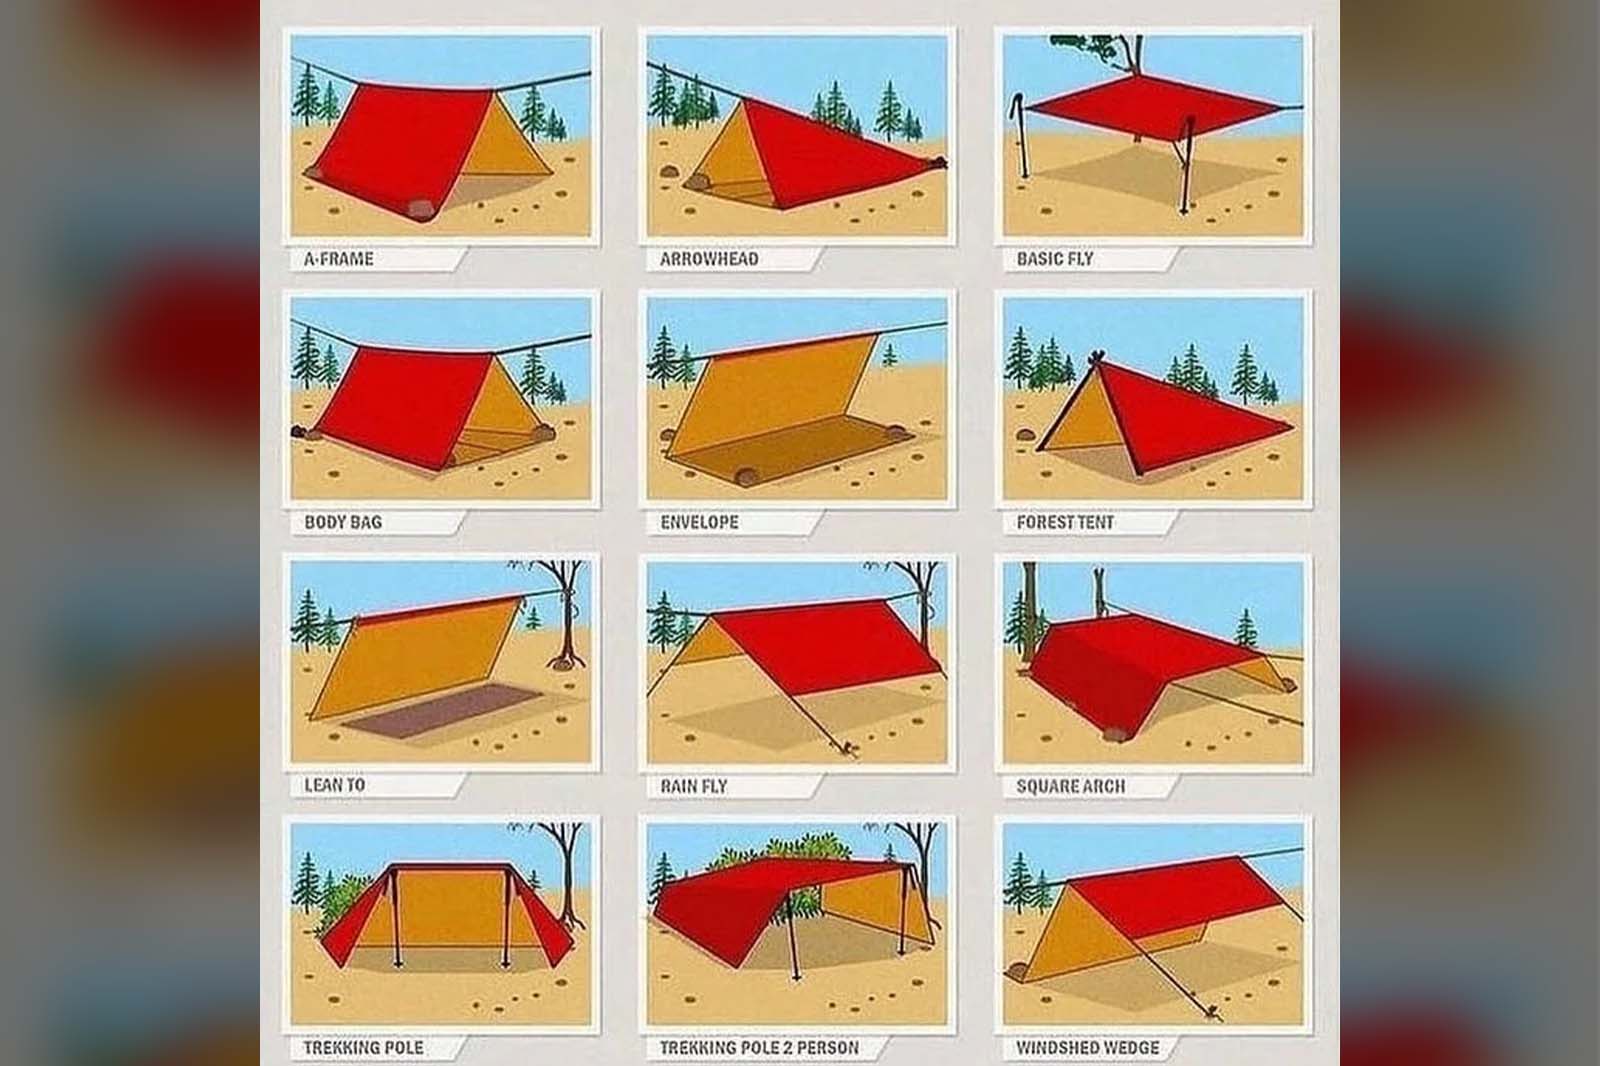 A-FRAME
ARROWHEAD
BASIC FLY
BODY BAG
ENVELOPE
FOREST TENT
LEAN TO
RAIN FLY
SQUARE ARCH
TREKKING POLE
TREKKING POLE 2 PERSON
WINDSHED WEDGE